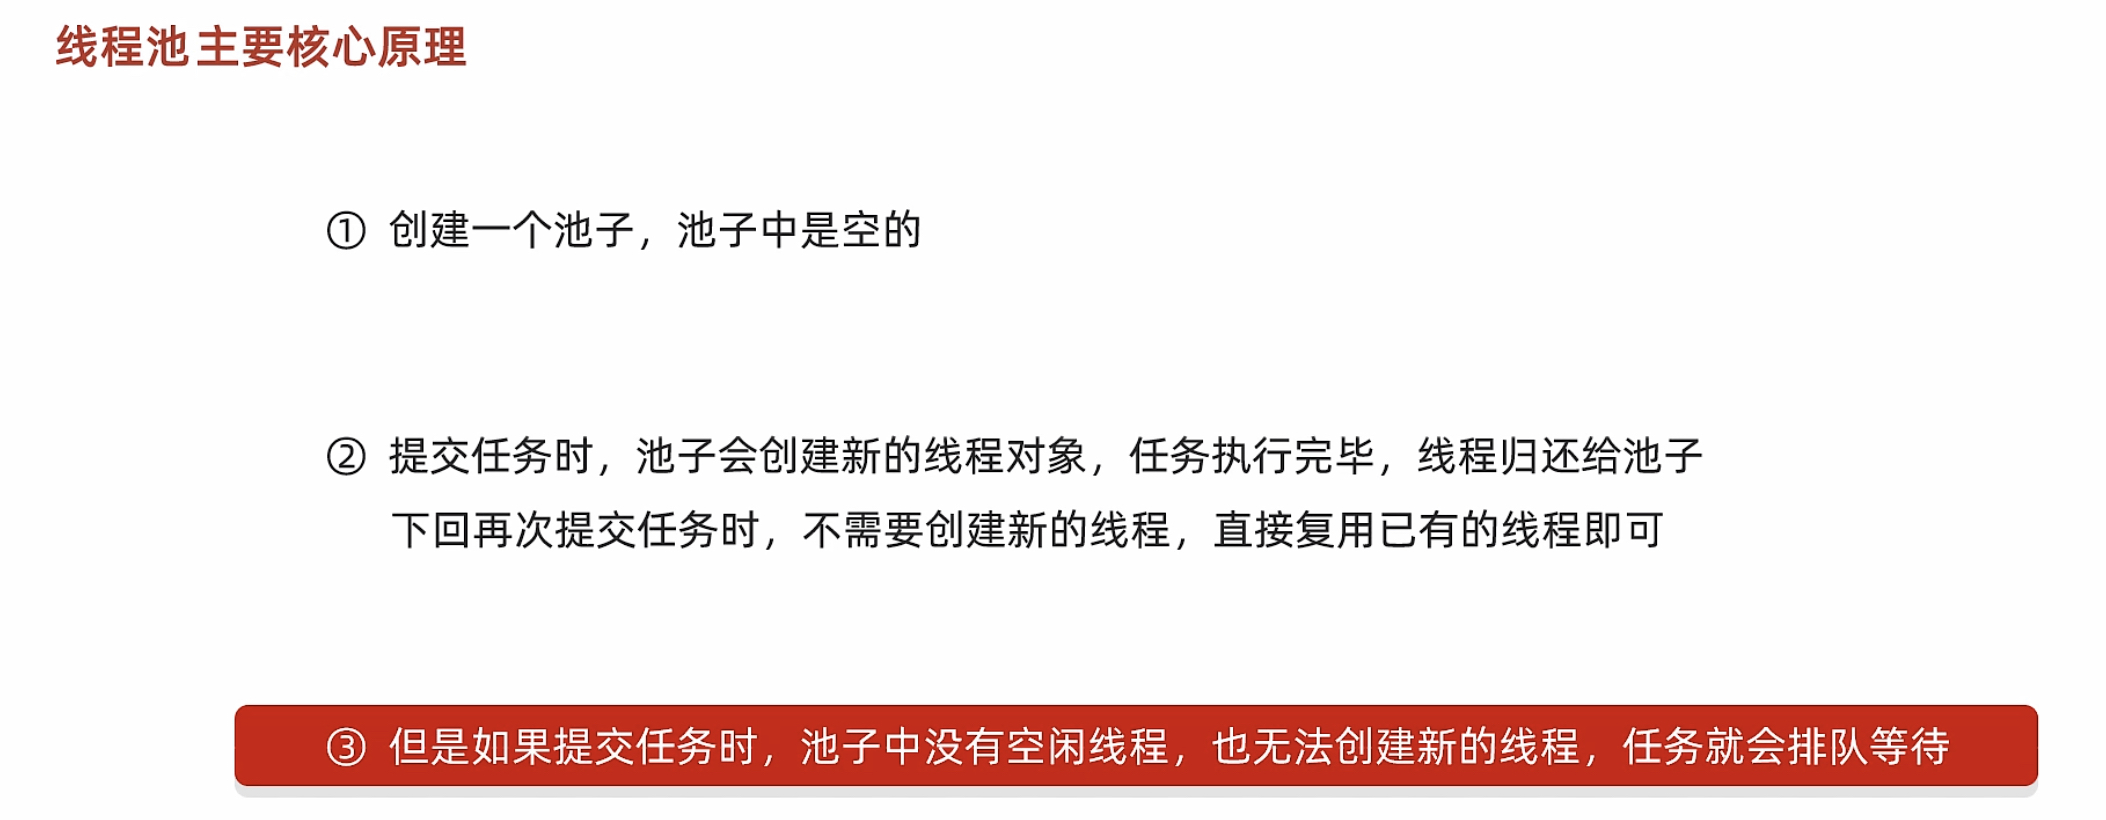 线程池主要核心原理
① 创建一个池子，池子中是空的
② 提交任务时，池子会创建新的线程对象，任务执行完毕，线程归还给池子
下回再次提交任务时，不需要创建新的线程，直接复用已有的线程即可
③ 但是如果提交任务时，池子中没有空闲线程，也无法创建新的线程，任务就会排队等待